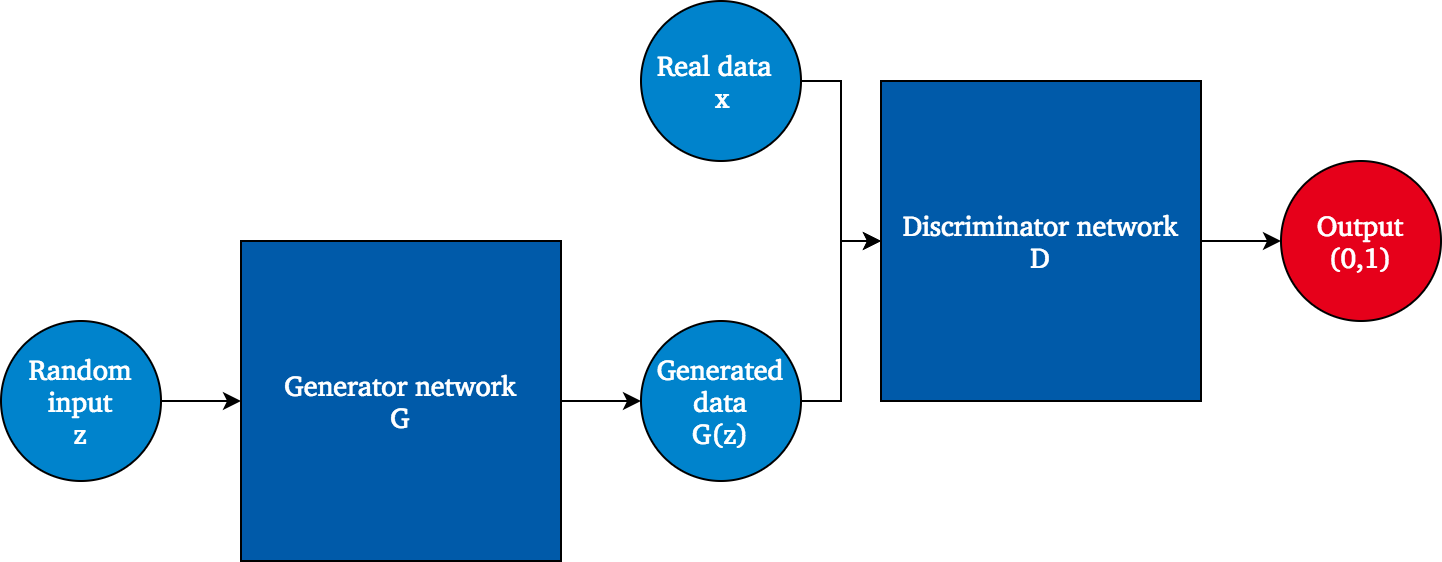 Real data
x
Discriminator network
D
Output
(0,1)
Random
input
z
Generator network
G
Generated
data
G(z)